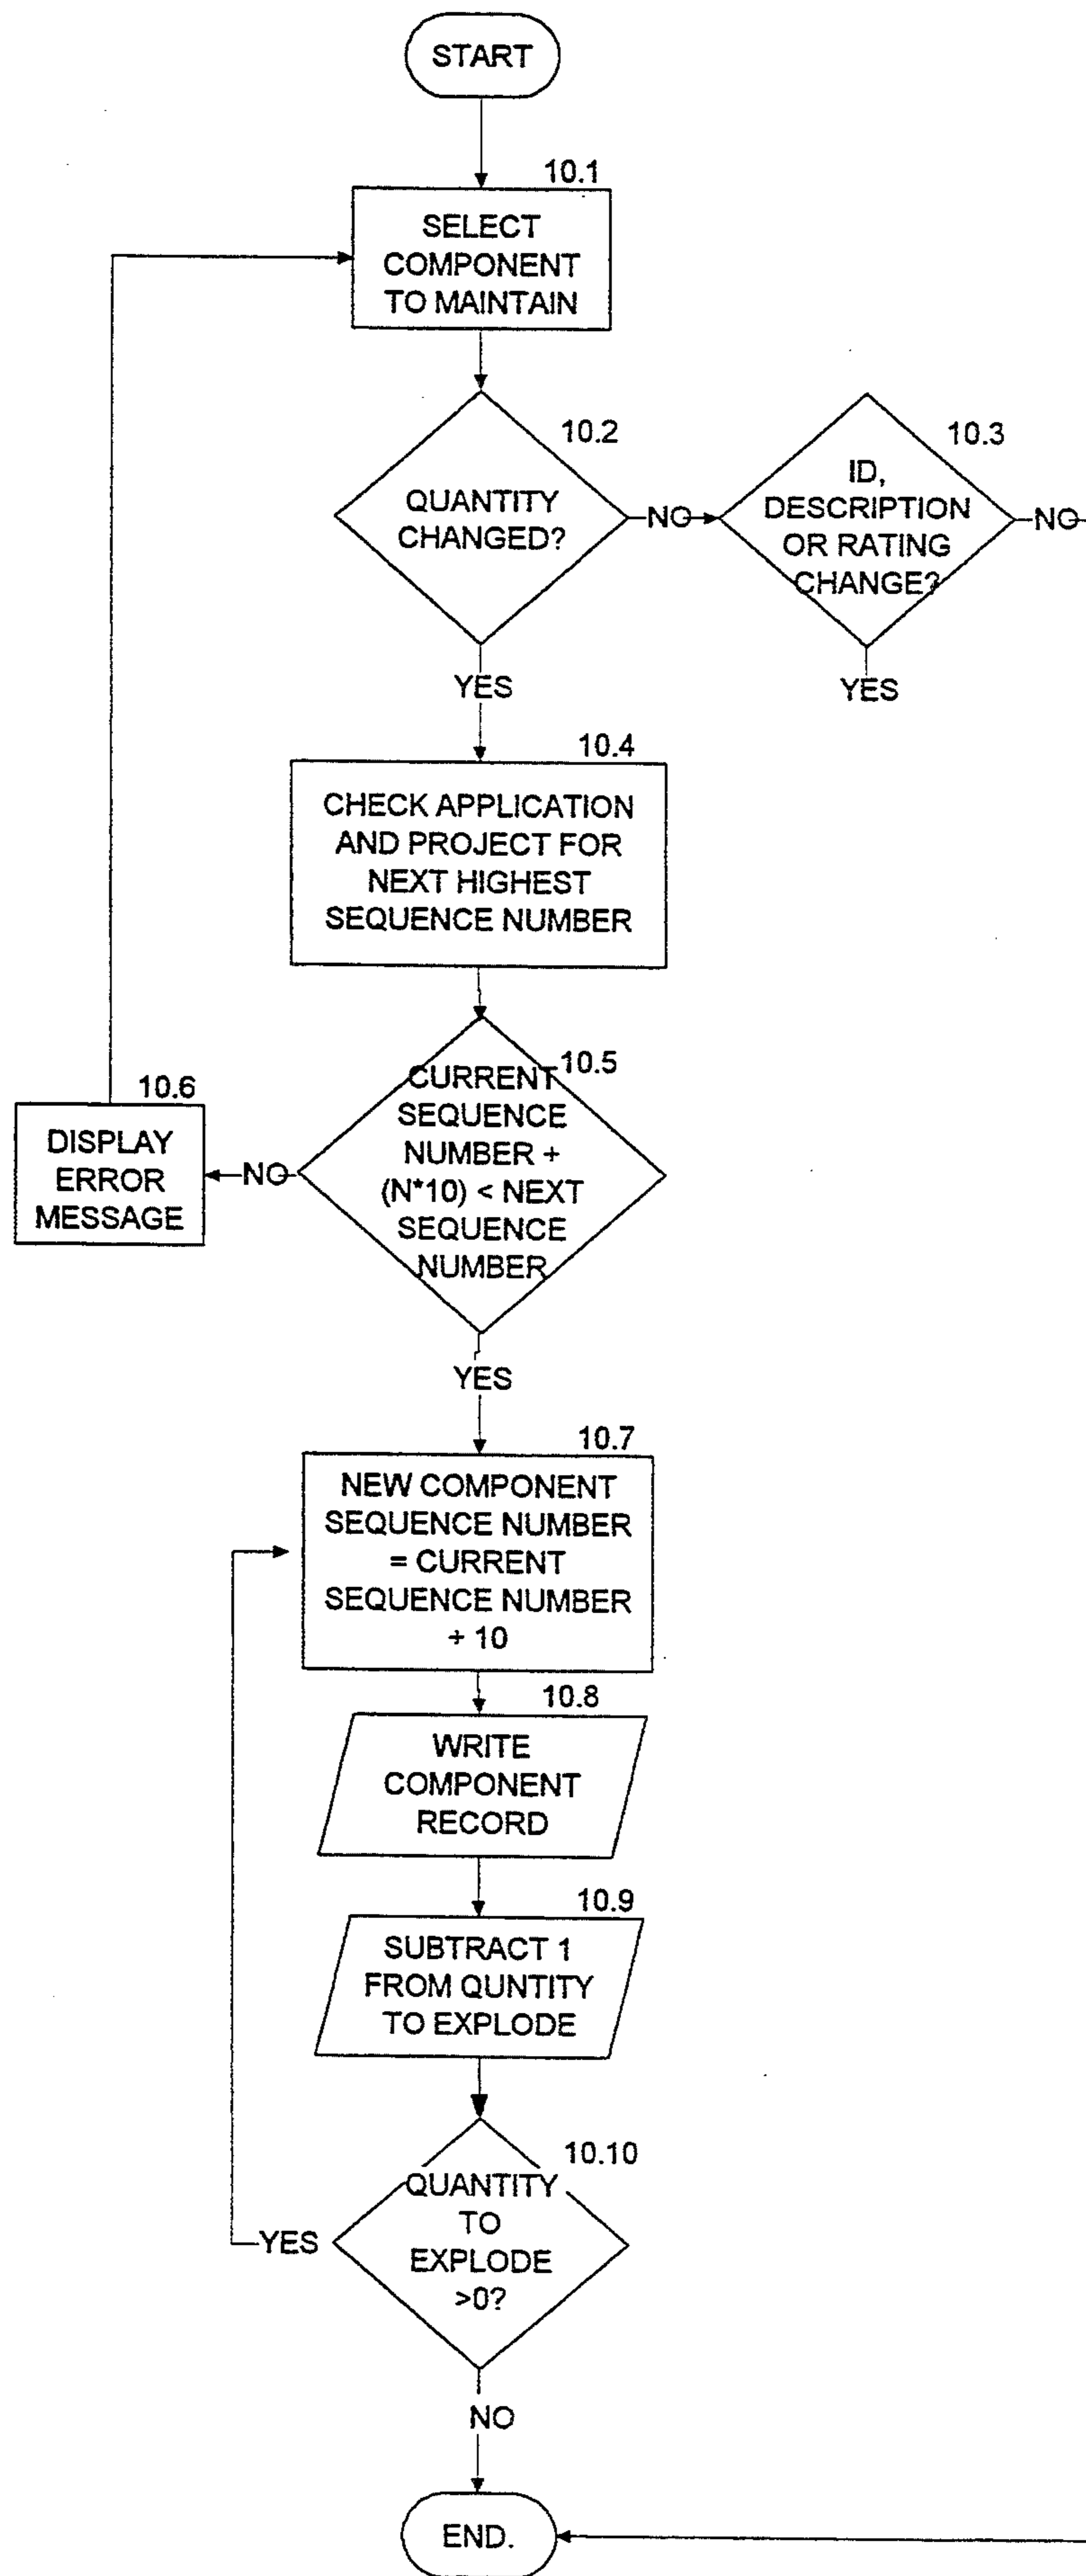 START
10.1
SELECT
COMPONENT
TO MAINTAIN
10.2
QUANTITY
CHANGED?
NO
10.3
ID,
DESCRIPTION
OR RATING
CHANGE?
NO
YES
YES
10.4
CHECK APPLICATION
AND PROJECT FOR
NEXT HIGHEST
SEQUENCE NUMBER
10.5
CURRENT
SEQUENCE
NUMBER +
(N*10) < NEXT
SEQUENCE
NUMBER
NO
10.6
DISPLAY
ERROR
MESSAGE
YES
10.7
NEW COMPONENT
SEQUENCE NUMBER
= CURRENT
SEQUENCE NUMBER
+ 10
10.8
WRITE
COMPONENT
RECORD
10.9
SUBTRACT 1
FROM QUNTITY
TO EXPLODE
10.10
QUANTITY
TO
EXPLODE
>0?
YES
NO
END.